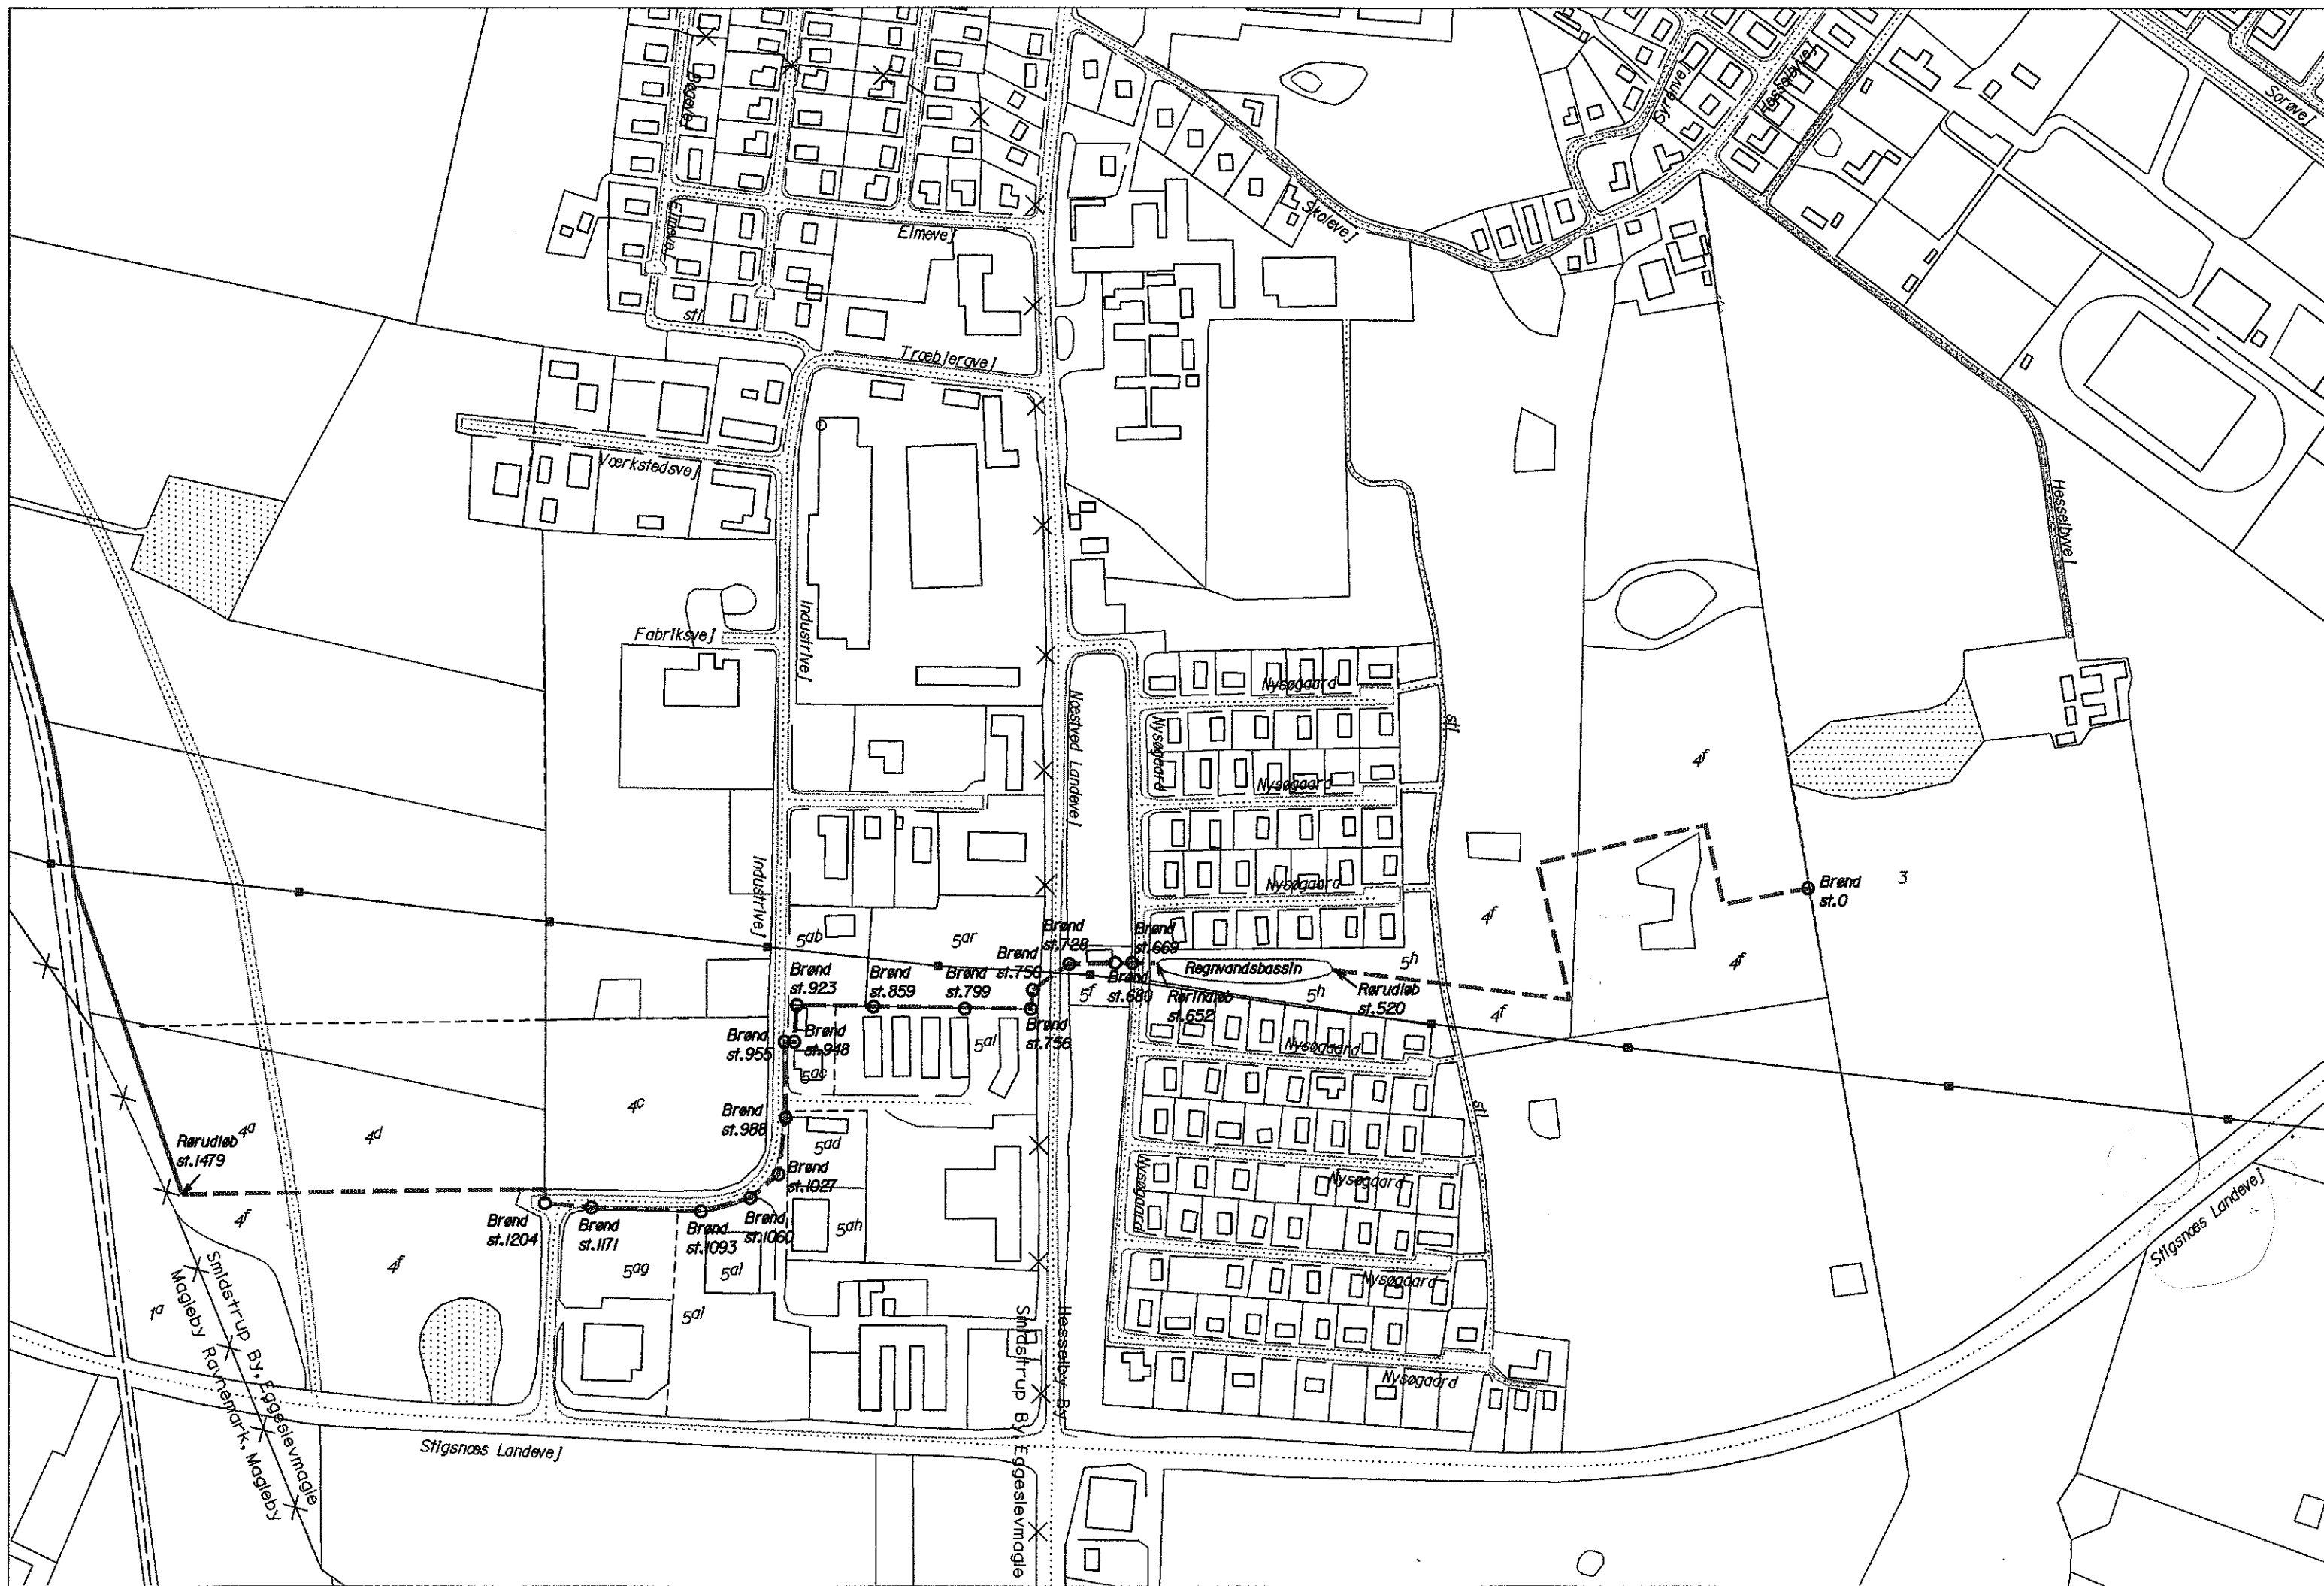 Bøgevej
Elmevej
Elmevej
sti
Træbjergvej
Skolevej
Syrenvej
Hesselbyvej
Sorøvej
Hesselbyvej
Værkstedsvej
Industrivej
Fabriksvej
Næstved Landevej
Nysøgaard
Nysøgaard
Nysøgaard
Nysøgaard
sti
4f
Industrivej
Brønd
st.0
3
4f
4f
5ab
5ar
Brønd
st.728
Brønd
st.669
Brønd
st.750
Brønd
st.923
Brønd
st.859
Brønd
st.799
5f
Brønd
st.680
Regnvandsbassin
5h
5h
Rørindløb
st.652
Rørudløb
st.520
4f
Brønd
st.756
Brønd
st.955
Brønd
st.948
5al
5ac
Nysøgaard
4c
Brønd
st.988
5ad
sti
Rørudløb
st.1479
4a
4d
Brønd
st.1027
Nysøgaard
Nysøgaard
4f
Brønd
st.1204
Brønd
st.1171
Brønd
st.1093
Brønd
st.1060
5ah
4f
5ag
5al
5al
Nysøgaard
Stigsnæs Landevej
1a
Smidstrup By, Eggeslevmagle
Magleby Ravnemark, Magleby
Smidstrup By, Eggeslevmagle
Hesselby By
Nysøgaard
Stigsnæs Landevej